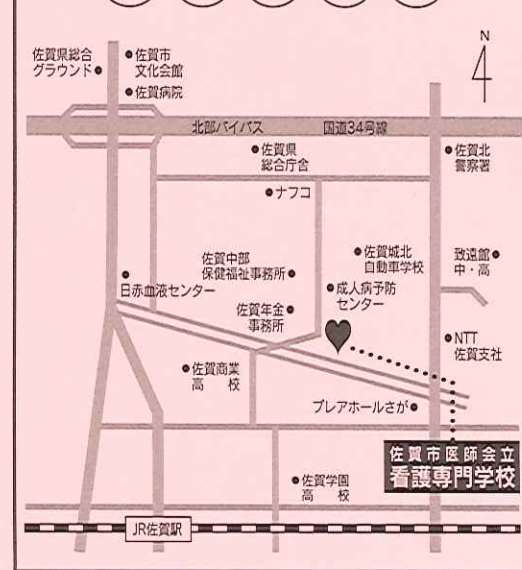 N
佐賀県総合
グラウンド
佐賀市
文化会館
佐賀病院
北部バイパス
国道34号線
佐賀県
総合庁舎
佐賀北
警察署
ナフコ
佐賀中部
保健福祉事務所
佐賀城北
自動車学校
致遠館
中・高
日赤血液センター
成人病予防
センター
佐賀年金
事務所
NTT
佐賀支社
佐賀商業
高校
プレアホールさが
佐賀市医師会立
看護専門学校
佐賀学園
高校
JR佐賀駅